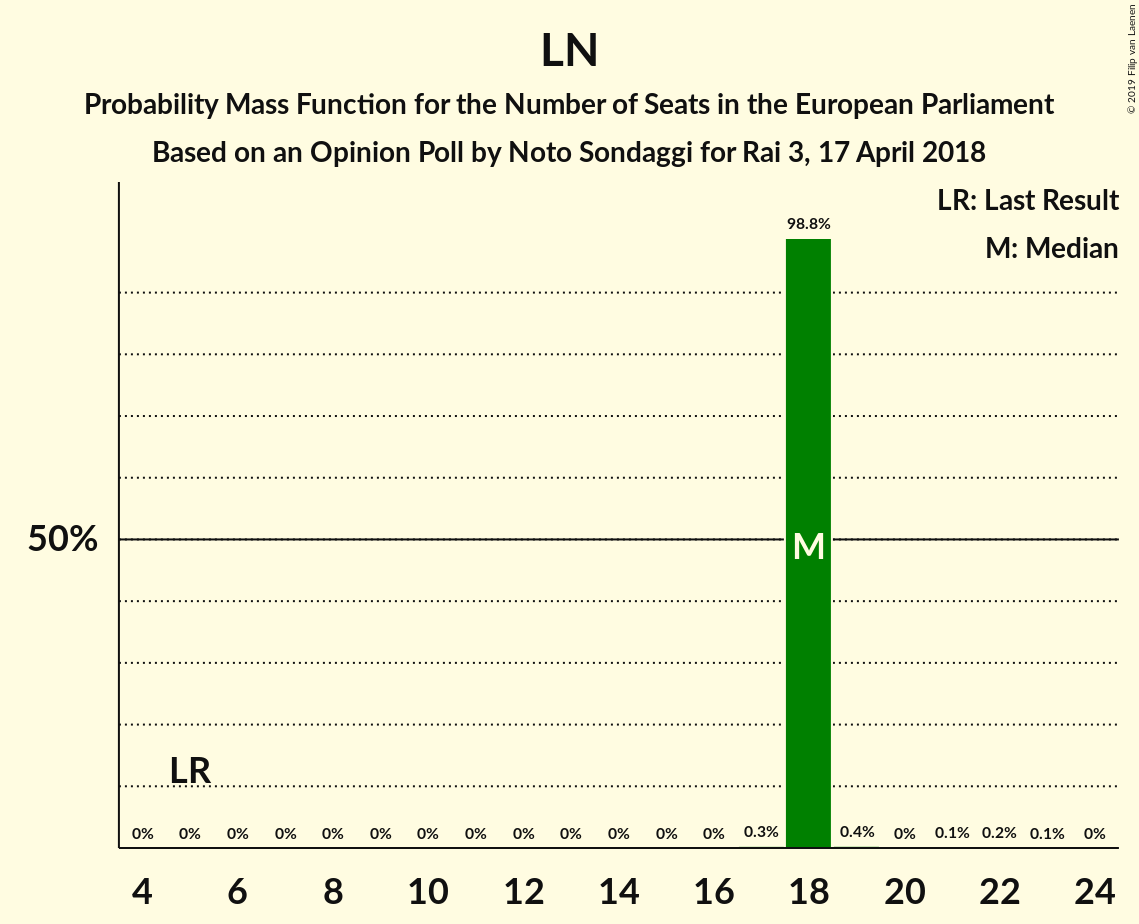 LN
Probability Mass Function for the Number of Seats in the European Parliament
Based on an Opinion Poll by Noto Sondaggi for Rai 3, 17 April 2018
© 2019 Filip van Laenen
LR: Last Result
M: Median
98.8%
50%
M
LR
0% 0% 0% 0% 0% 0% 0% 0% 0% 0% 0% 0% 0% 0.3% 0.4% 0% 0.1% 0.2% 0.1% 0%
4 6 8 10 12 14 16 18 20 22 24